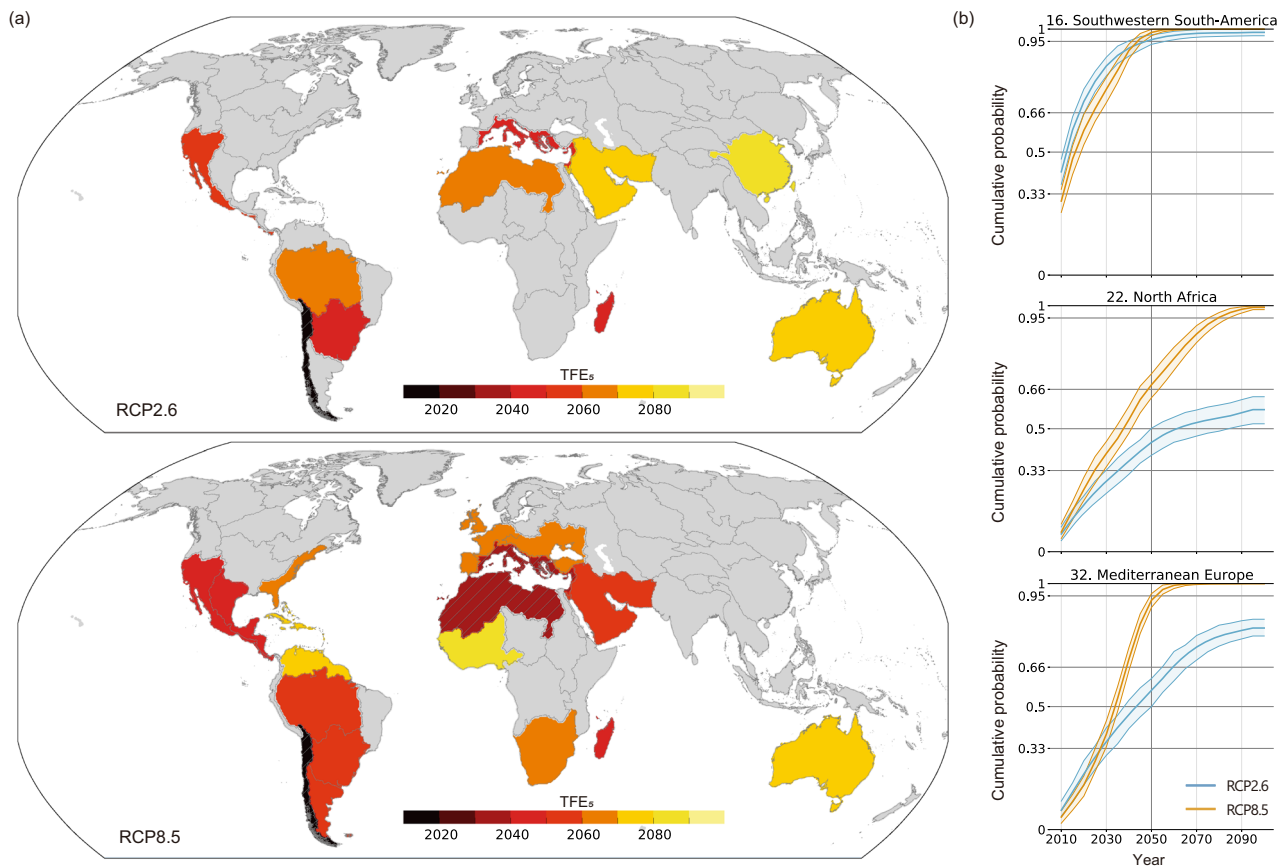 (a)
TFE₅
2020 2040 2060 2080
RCP2.6
TFE₅
2020 2040 2060 2080
RCP8.5
(b)
16. Southwestern South-America
1
0.95
0.66
0.5
0.33
0
Cumulative probability
22. North Africa
1
0.95
0.66
0.5
0.33
0
Cumulative probability
32. Mediterranean Europe
1
0.95
0.66
0.5
0.33
0
Cumulative probability
RCP2.6
RCP8.5
2010 2030 2050 2070 2090
Year